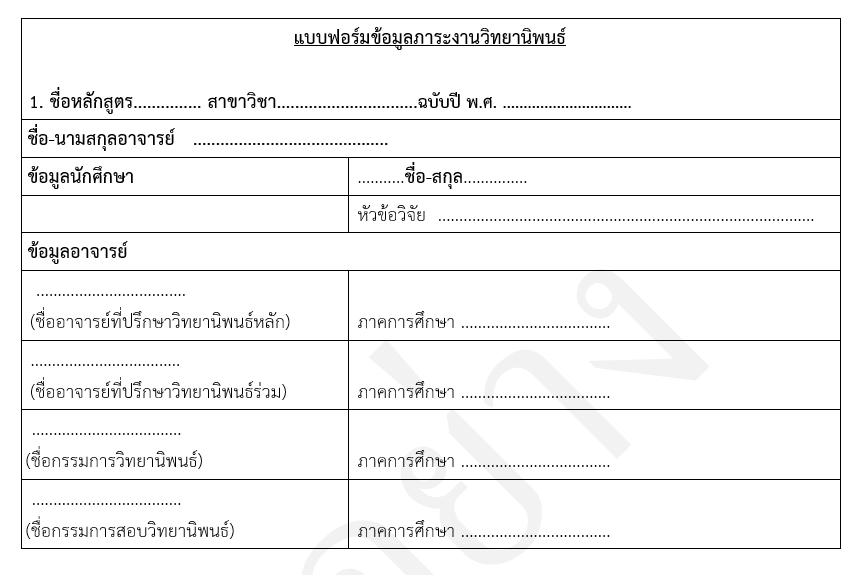 แบบฟอร์มข้อมูลภาระงานวิทยานิพนธ์
1. ชื่อหลักสูตร............... สาขาวิชา...............................ฉบับปี พ.ศ. ...............................
ชื่อ-นามสกุลอาจารย์ ...........................................
ข้อมูลนักศึกษา ...........ชื่อ-สกุล...............
หัวข้อวิจัย ........................................................................................
ข้อมูลอาจารย์
...................................
(ชื่ออาจารย์ที่ปรึกษาวิทยานิพนธ์หลัก) ภาคการศึกษา ...................................
...................................
(ชื่ออาจารย์ที่ปรึกษาวิทยานิพนธ์ร่วม) ภาคการศึกษา ...................................
...................................
(ชื่อกรรมการวิทยานิพนธ์) ภาคการศึกษา ...................................
...................................
(ชื่อกรรมการสอบวิทยานิพนธ์) ภาคการศึกษา ...................................